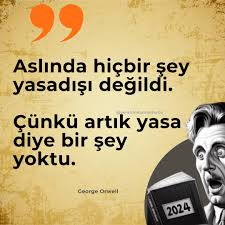 Aslında hiçbir şey
yasadışı değildi.
Çünkü artık yasa
diye bir şey
yoktu.
George Orwell
2024